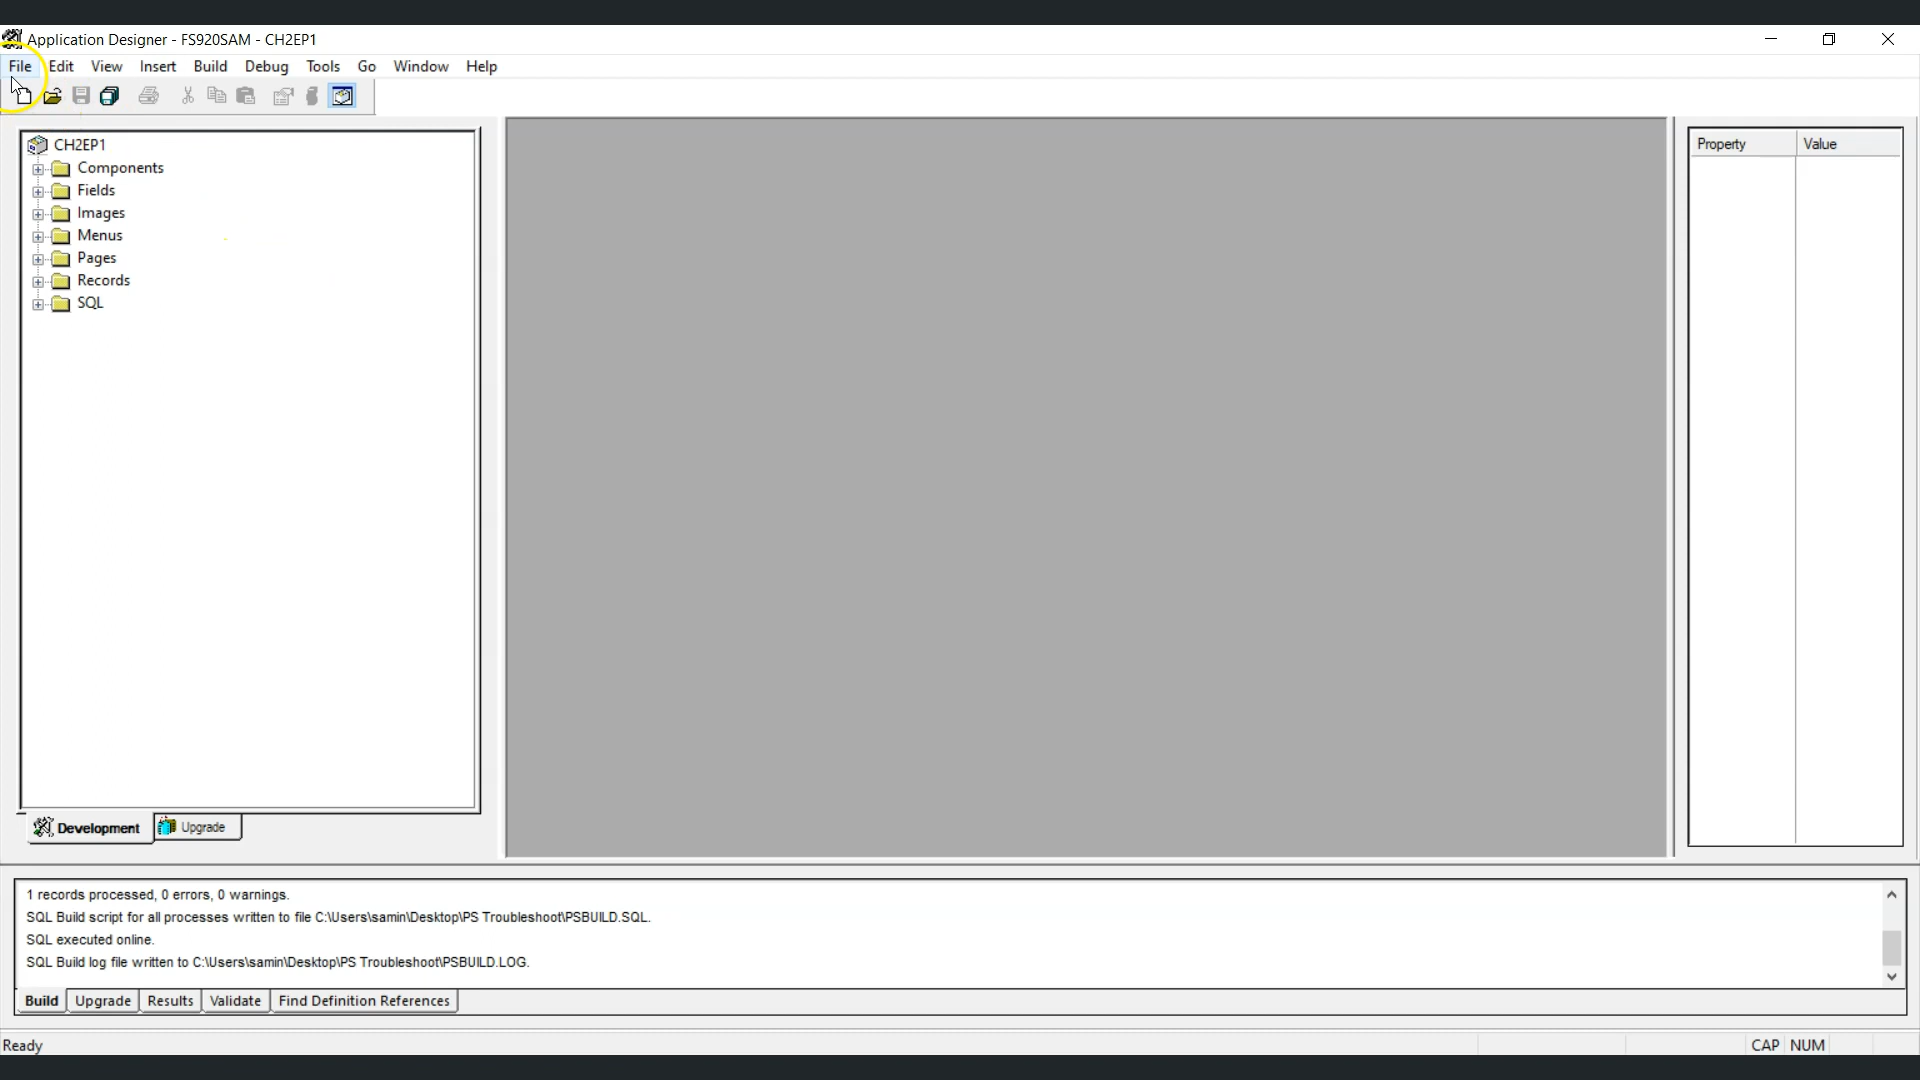 Application Designer - FS920SAM - CH2EP1
File Edit View Insert Build Debug Tools Go Window Help
CH2EP1
Components
Fields
Images
Menus
Pages
Records
SQL
Property Value
Development Upgrade
1 records processed, 0 errors, 0 warnings.
SQL Build script for all processes written to file C:\Users\samin\Desktop\PS Troubleshoot\PSBUILD.SQL.
SQL executed online.
SQL Build log file written to C:\Users\samin\Desktop\PS Troubleshoot\PSBUILD.LOG.
Build Upgrade Results Validate Find Definition References
Ready CAP NUM